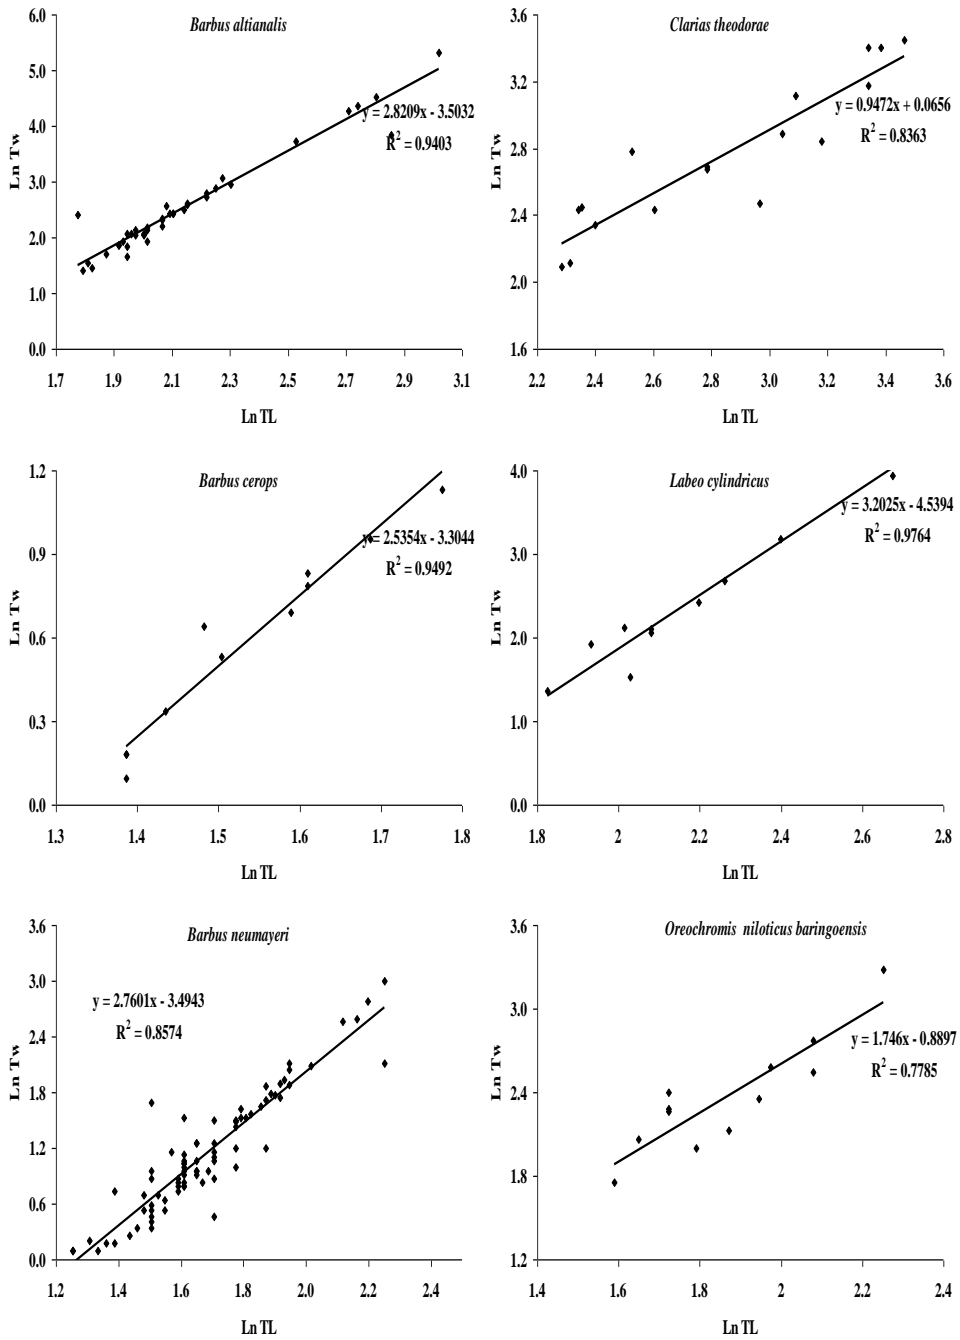 Barbus altianalis
6.0
5.0
4.0
3.0
2.0
1.0
0.0
Ln Tw
y = 2.8209x - 3.5032
R2 = 0.9403
1.7 1.9 2.1 2.3 2.5 2.7 2.9 3.1
Ln TL
Clarias theodorae
3.6
3.2
2.8
2.4
2.0
1.6
Ln Tw
y = 0.9472x + 0.0656
R2 = 0.8363
2.2 2.4 2.6 2.8 3.0 3.2 3.4 3.6
Ln TL
Barbus cerops
1.2
0.9
0.6
0.3
0.0
Ln Tw
y = 2.5354x - 3.3044
R2 = 0.9492
1.3 1.4 1.5 1.6 1.7 1.8
Ln TL
Labeo cylindricus
4.0
3.0
2.0
1.0
0.0
Ln Tw
y = 3.2025x - 4.5394
R2 = 0.9764
1.8 2 2.2 2.4 2.6 2.8
Ln TL
Barbus neumayeri
3.6
3.0
2.4
1.8
1.2
0.6
0.0
Ln Tw
y = 2.7601x - 3.4943
R2 = 0.8574
1.2 1.4 1.6 1.8 2.0 2.2 2.4
Ln TL
Oreochromis niloticus baringoensis
3.6
3.0
2.4
1.8
1.2
Ln Tw
y = 1.746x - 0.8897
R2 = 0.7785
1.4 1.6 1.8 2 2.2 2.4
Ln TL